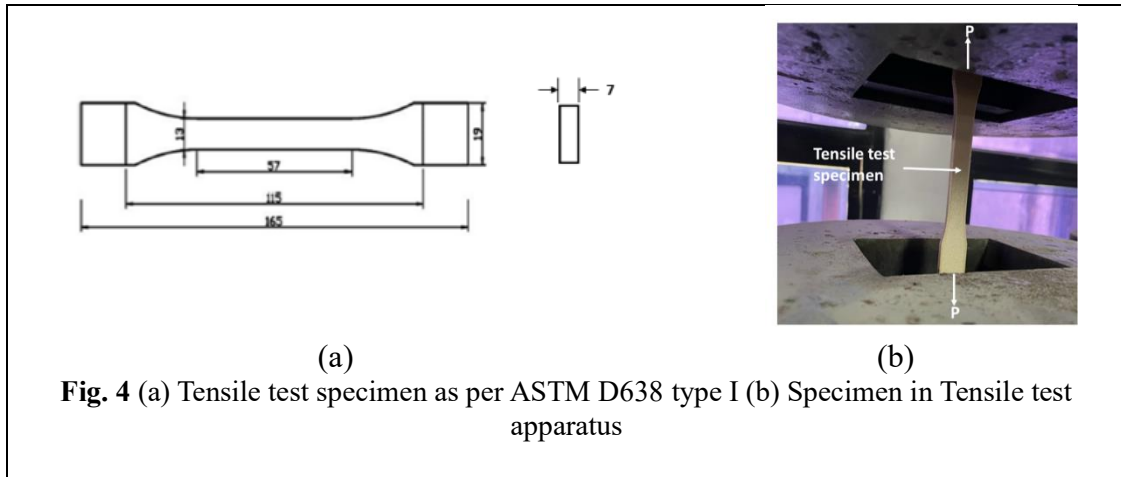 P
7
13
19
Tensile test
specimen
57
115
165
P
(a)
(b)
Fig. 4 (a) Tensile test specimen as per ASTM D638 type I (b) Specimen in Tensile test
apparatus